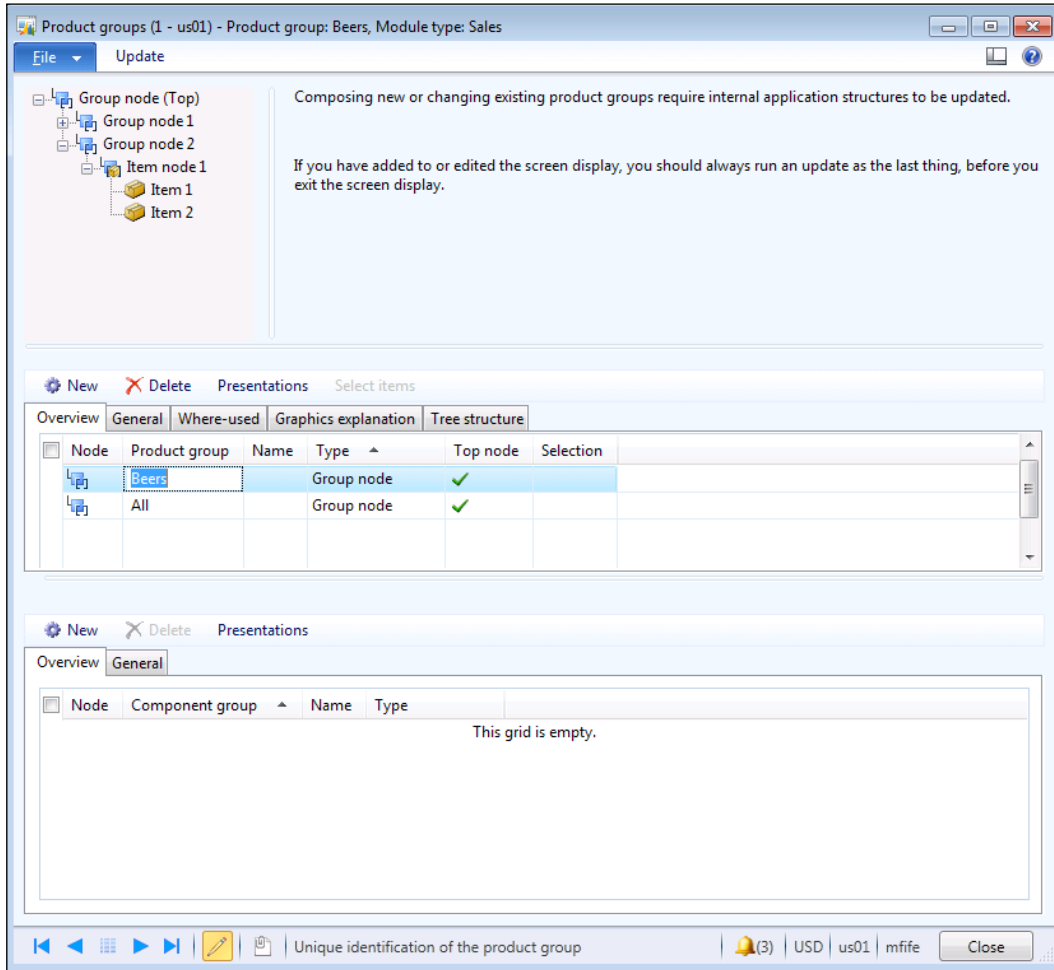 Product groups (1 - us01) - Product group: Beers, Module type: Sales
File Update
Group node (Top)
Group node 1
Group node 2
Item node 1
Item 1
Item 2
Composing new or changing existing product groups require internal application structures to be updated.
If you have added to or edited the screen display, you should always run an update as the last thing, before you
exit the screen display.
New Delete Presentations Select items
Overview General Where-used Graphics explanation Tree structure
Node Product group Name Type Top node Selection
Beers Group node
All Group node
New Delete Presentations
Overview General
Node Component group Name Type
This grid is empty.
Unique identification of the product group (3) USD us01 mfife Close